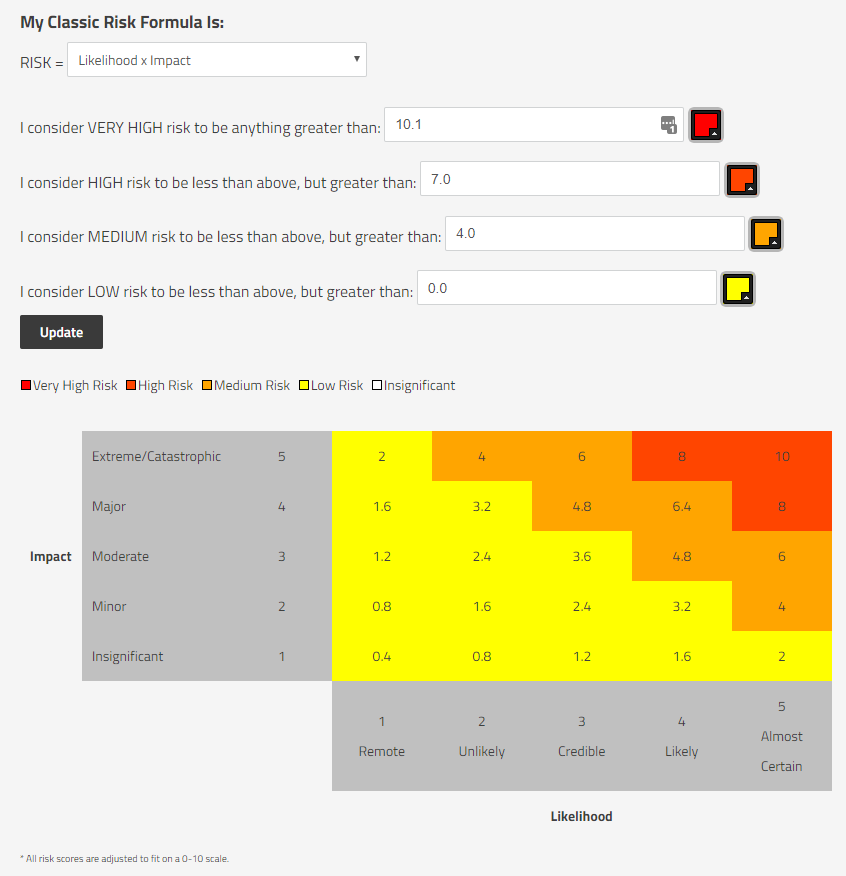 My Classic Risk Formula Is:
RISK = Likelihood x Impact
I consider VERY HIGH risk to be anything greater than: 10.1
I consider HIGH risk to be less than above, but greater than: 7.0
I consider MEDIUM risk to be less than above, but greater than: 4.0
I consider LOW risk to be less than above, but greater than: 0.0
Update
Very High Risk High Risk Medium Risk Low Risk Insignificant
Extreme/Catastrophic 5 2 4 6 8 10
Major 4 1.6 3.2 4.8 6.4 8
Impact Moderate 3 1.2 2.4 3.6 4.8 6
Minor 2 0.8 1.6 2.4 3.2 4
Insignificant 1 0.4 0.8 1.2 1.6 2
1 2 3 4 5
Remote Unlikely Credible Likely Almost
Certain
Likelihood
* All risk scores are adjusted to fit on a 0-10 scale.